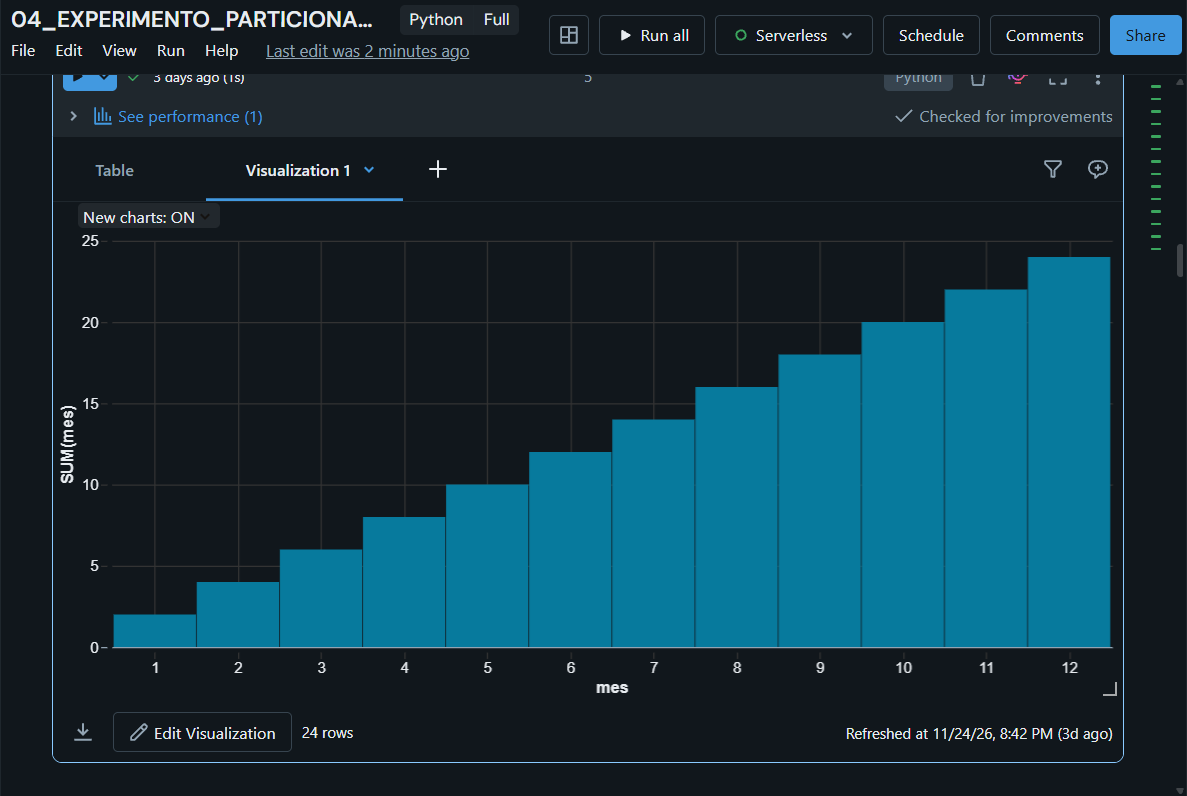 04_EXPERIMENTO_PARTICIONA...
Python Full
File Edit View Run Help Last edit was 2 minutes ago
Run all
Serverless
Schedule
Comments
Share
3 days ago (1s)
5
Python
See performance (1)
Checked for improvements
Table
Visualization 1
New charts: ON
25
20
15
10
5
0
SUM(mes)
1 2 3 4 5 6 7 8 9 10 11 12
mes
Edit Visualization
24 rows
Refreshed at 11/24/26, 8:42 PM (3d ago)